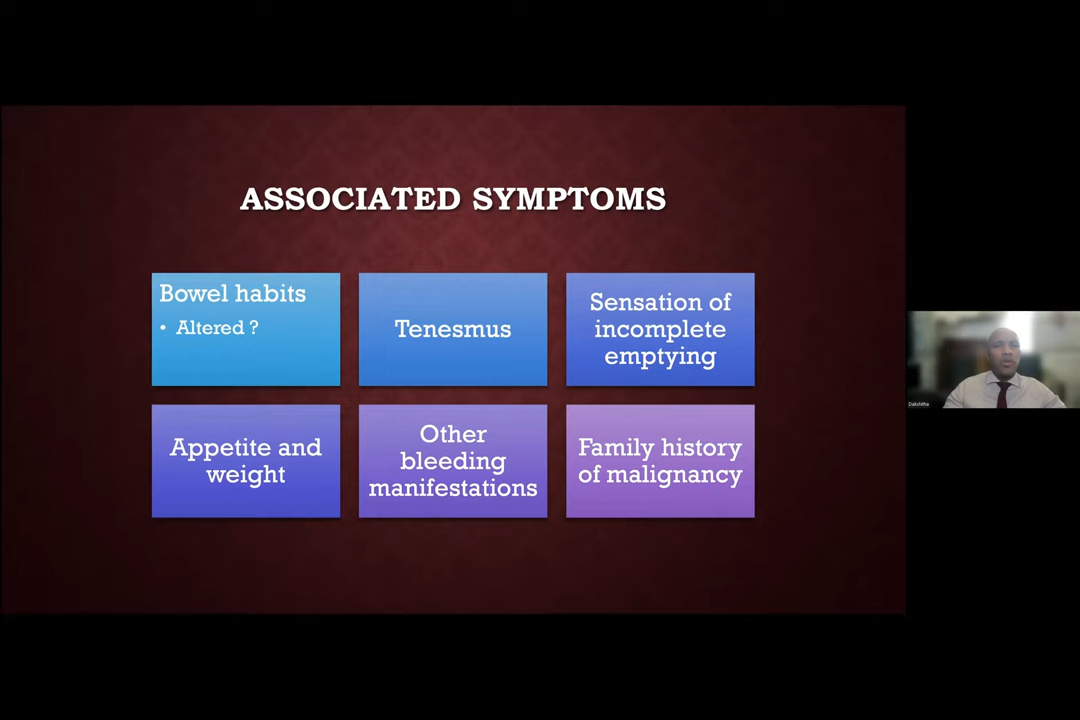 ASSOCIATED SYMPTOMS
Bowel habits
• Altered ?
Tenesmus
Sensation of
incomplete
emptying
Appetite and
weight
Other
bleeding
manifestations
Family history
of malignancy
Dakshitha